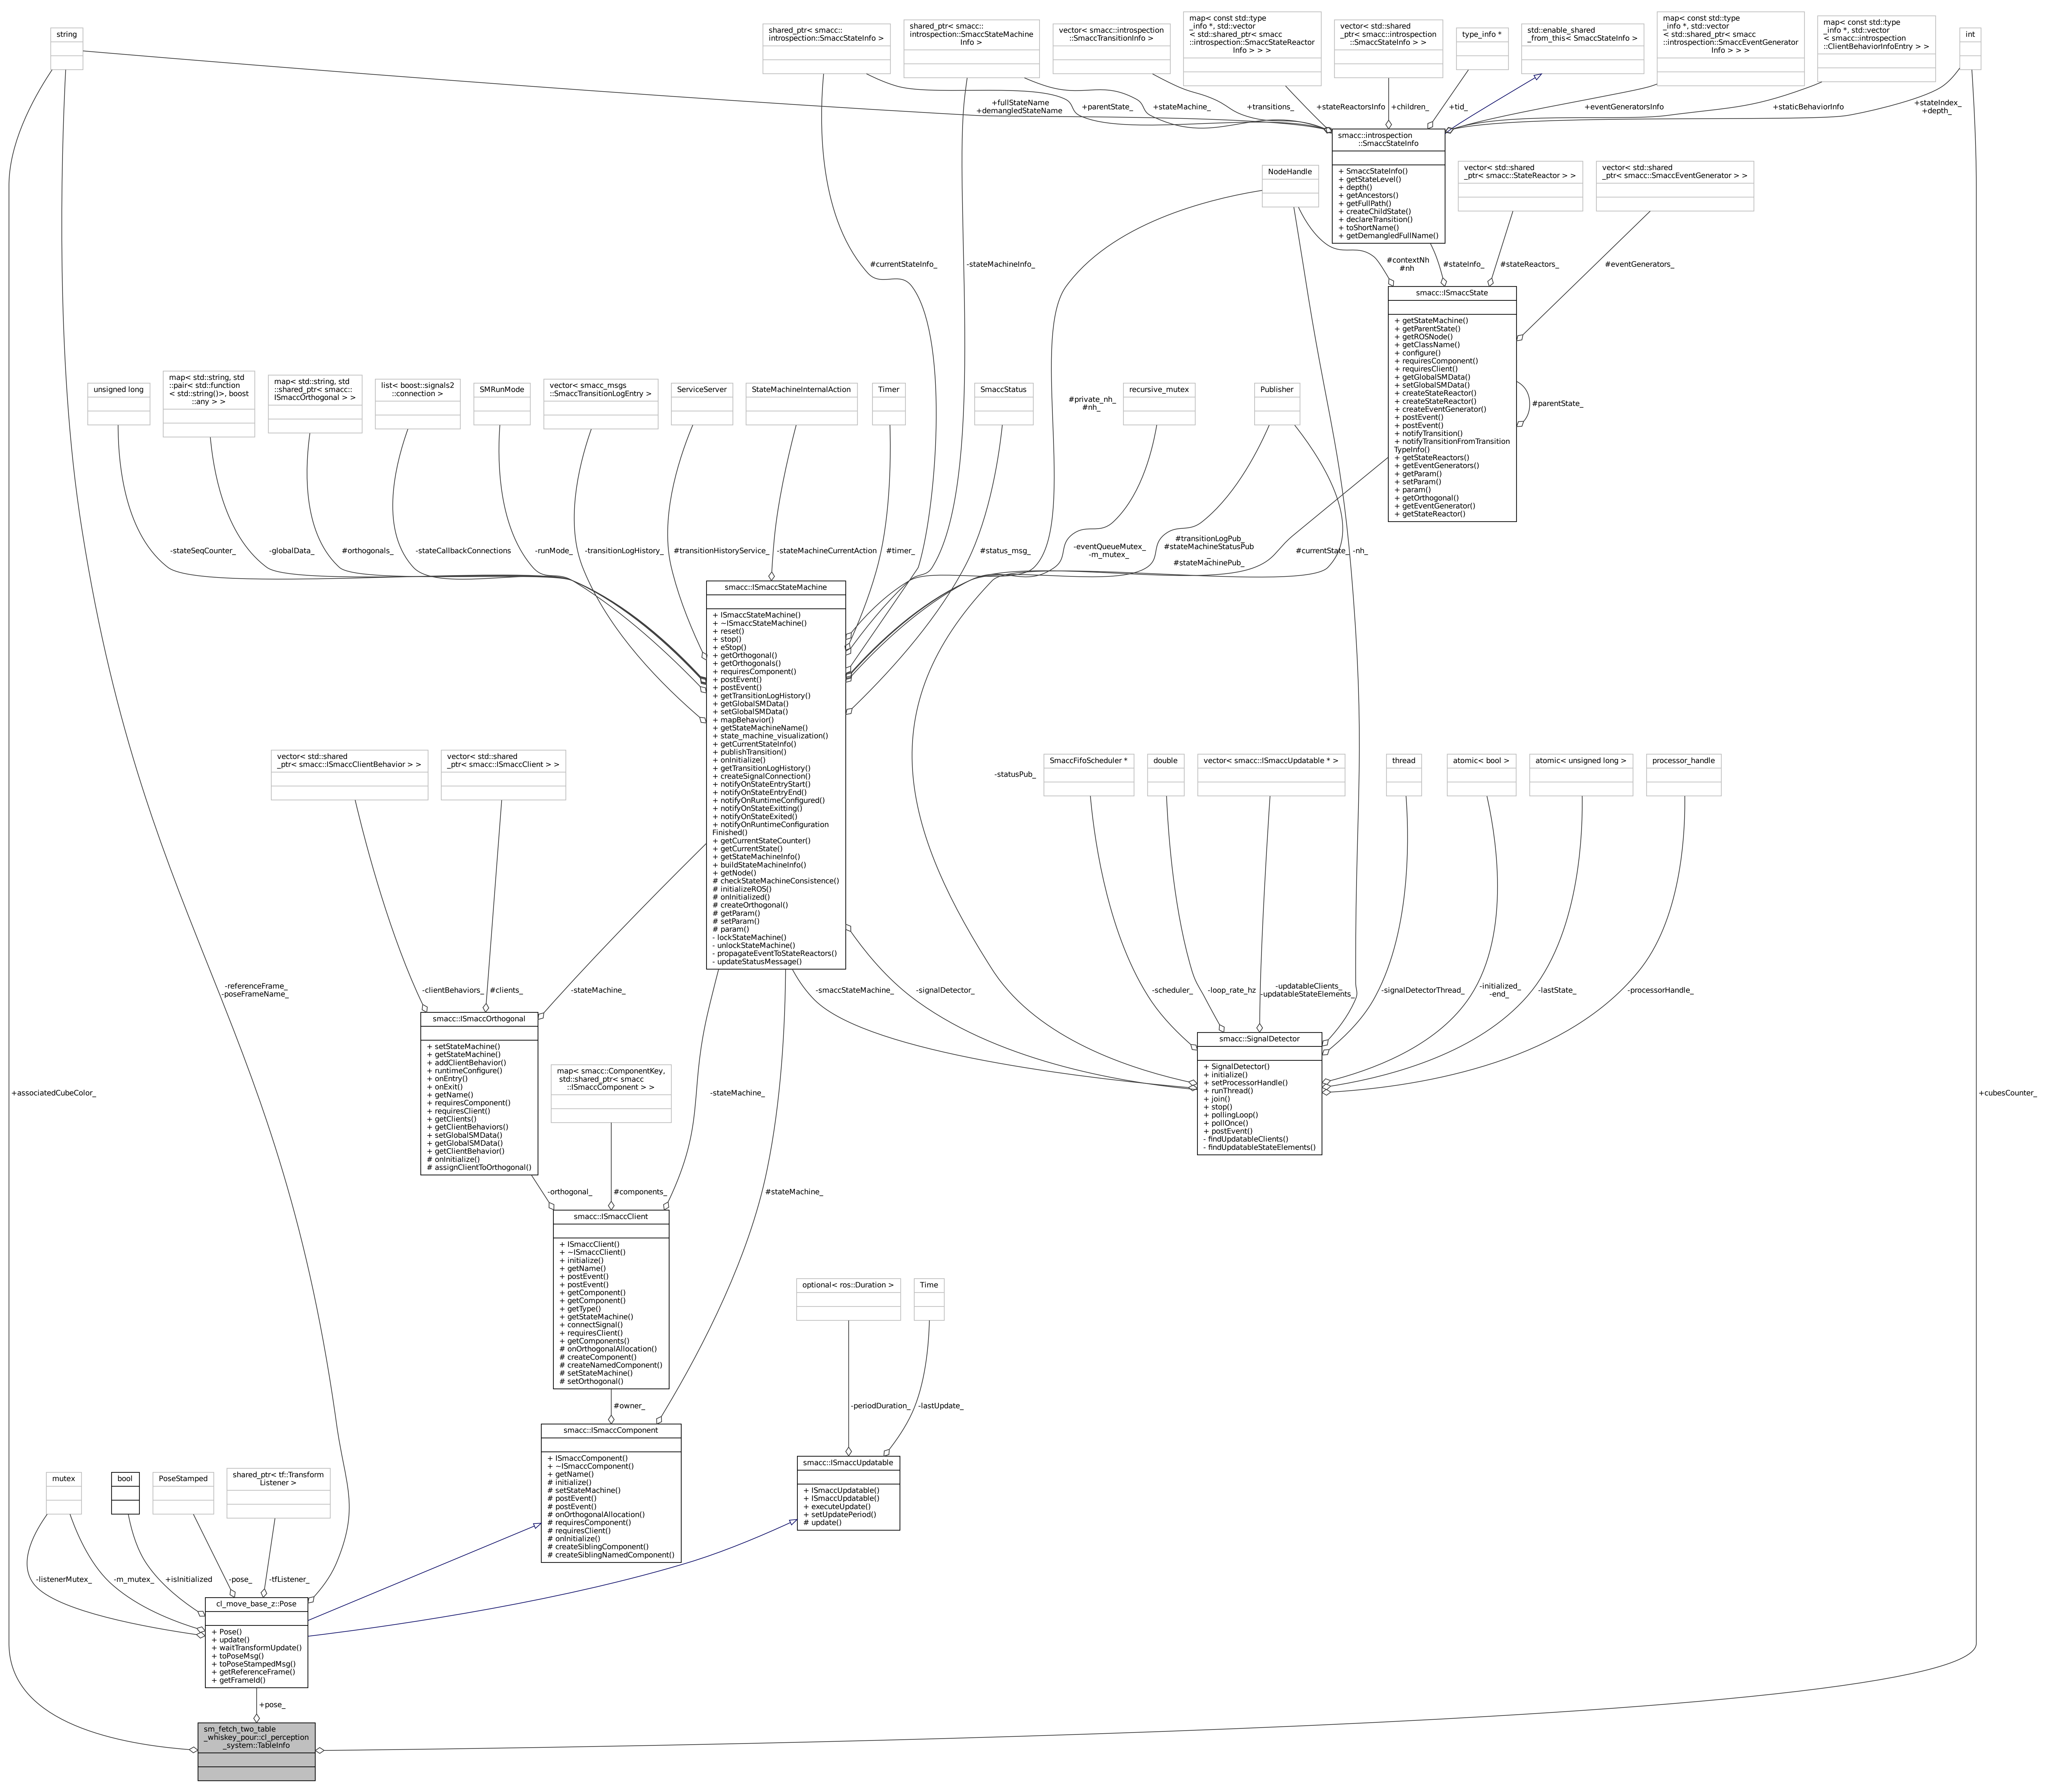 string
shared_ptr< smacc::
introspection::SmaccStateInfo >
shared_ptr< smacc::
introspection::SmaccStateMachine
Info >
vector< smacc::introspection
::SmaccTransitionInfo >
map< const std::type
_info *, std::vector
< std::shared_ptr< smacc
::introspection::SmaccStateReactor
Info > > >
vector< std::shared
_ptr< smacc::introspection
::SmaccStateInfo > >
type_info *
std::enable_shared
_from_this< SmaccStateInfo >
map< const std::type
_info *, std::vector
< std::shared_ptr< smacc
::introspection::SmaccEventGenerator
Info > > >
map< const std::type
_info *, std::vector
< smacc::introspection
::ClientBehaviorInfoEntry > >
int
+fullStateName
+demangledStateName
+parentState_
+stateMachine_
+transitions_
+stateReactorsInfo
+children_
+tid_
+eventGeneratorsInfo
+staticBehaviorInfo
+stateIndex_
+depth_
smacc::introspection
::SmaccStateInfo
+ SmaccStateInfo()
+ getStateLevel()
+ depth()
+ getAncestors()
+ getFullPath()
+ createChildState()
+ declareTransition()
+ toShortName()
+ getDemangledFullName()
NodeHandle
vector< std::shared
_ptr< smacc::StateReactor > >
vector< std::shared
_ptr< smacc::SmaccEventGenerator > >
#currentStateInfo_
-stateMachineInfo_
#contextNh
#nh
#stateInfo_
#stateReactors_
#eventGenerators_
smacc::ISmaccState
+ getStateMachine()
+ getParentState()
+ getROSNode()
+ getClassName()
+ configure()
+ requiresComponent()
+ requiresClient()
+ getGlobalSMData()
+ setGlobalSMData()
+ createStateReactor()
+ createStateReactor()
+ createEventGenerator()
+ postEvent()
+ postEvent()
+ notifyTransition()
+ notifyTransitionFromTransition
TypeInfo()
+ getStateReactors()
+ getEventGenerators()
+ getParam()
+ setParam()
+ param()
+ getOrthogonal()
+ getEventGenerator()
+ getStateReactor()
#parentState_
unsigned long
map< std::string, std
::pair< std::function
< std::string()>, boost
::any > >
map< std::string, std
::shared_ptr< smacc::
ISmaccOrthogonal > >
list< boost::signals2
::connection >
SMRunMode
vector< smacc_msgs
::SmaccTransitionLogEntry >
ServiceServer
StateMachineInternalAction
Timer
SmaccStatus
#private_nh_
#nh_
recursive_mutex
Publisher
-stateSeqCounter_
-globalData_
#orthogonals_
-stateCallbackConnections
-runMode_
-transitionLogHistory_
#transitionHistoryService_
-stateMachineCurrentAction
#timer_
#status_msg_
-eventQueueMutex_
-m_mutex_
#transitionLogPub_
#stateMachineStatusPub
_
#stateMachinePub_
#currentState_
-nh_
smacc::ISmaccStateMachine
+ ISmaccStateMachine()
+ ~ISmaccStateMachine()
+ reset()
+ stop()
+ eStop()
+ getOrthogonal()
+ getOrthogonals()
+ requiresComponent()
+ postEvent()
+ postEvent()
+ getTransitionLogHistory()
+ getGlobalSMData()
+ setGlobalSMData()
+ mapBehavior()
+ getStateMachineName()
+ state_machine_visualization()
+ getCurrentStateInfo()
+ publishTransition()
+ onInitialize()
+ getTransitionLogHistory()
+ createSignalConnection()
+ notifyOnStateEntryStart()
+ notifyOnStateEntryEnd()
+ notifyOnRuntimeConfigured()
+ notifyOnStateExitting()
+ notifyOnStateExited()
+ notifyOnRuntimeConfiguration
Finished()
+ getCurrentStateCounter()
+ getCurrentState()
+ getStateMachineInfo()
+ buildStateMachineInfo()
+ getNode()
# checkStateMachineConsistence()
# initializeROS()
# onInitialized()
# createOrthogonal()
# getParam()
# setParam()
# param()
- lockStateMachine()
- unlockStateMachine()
- propagateEventToStateReactors()
- updateStatusMessage()
vector< std::shared
_ptr< smacc::ISmaccClientBehavior > >
vector< std::shared
_ptr< smacc::ISmaccClient > >
-statusPub_
SmaccFifoScheduler *
double
vector< smacc::ISmaccUpdatable * >
thread
atomic< bool >
atomic< unsigned long >
processor_handle
-referenceFrame_
-poseFrameName_
-clientBehaviors_
#clients_
-stateMachine_
-smaccStateMachine_
-signalDetector_
-scheduler_
-loop_rate_hz
-updatableClients_
-updatableStateElements_
-signalDetectorThread_
-initialized_
-end_
-lastState_
-processorHandle_
smacc::ISmaccOrthogonal
+ setStateMachine()
+ getStateMachine()
+ addClientBehavior()
+ runtimeConfigure()
+ onEntry()
+ onExit()
+ getName()
+ requiresComponent()
+ requiresClient()
+ getClients()
+ getClientBehaviors()
+ setGlobalSMData()
+ getGlobalSMData()
+ getClientBehavior()
# onInitialize()
# assignClientToOrthogonal()
smacc::SignalDetector
+ SignalDetector()
+ initialize()
+ setProcessorHandle()
+ runThread()
+ join()
+ stop()
+ pollingLoop()
+ pollOnce()
+ postEvent()
- findUpdatableClients()
- findUpdatableStateElements()
map< smacc::ComponentKey,
std::shared_ptr< smacc
::ISmaccComponent > >
+associatedCubeColor_
-stateMachine_
+cubesCounter_
-orthogonal_
#components_
#stateMachine_
smacc::ISmaccClient
+ ISmaccClient()
+ ~ISmaccClient()
+ initialize()
+ getName()
+ postEvent()
+ postEvent()
+ getComponent()
+ getComponent()
+ getType()
+ getStateMachine()
+ connectSignal()
+ requiresClient()
+ getComponents()
# onOrthogonalAllocation()
# createComponent()
# createNamedComponent()
# setStateMachine()
# setOrthogonal()
optional< ros::Duration >
Time
#owner_
-periodDuration_
-lastUpdate_
smacc::ISmaccComponent
+ ISmaccComponent()
+ ~ISmaccComponent()
+ getName()
# initialize()
# setStateMachine()
# postEvent()
# postEvent()
# onOrthogonalAllocation()
# requiresComponent()
# requiresClient()
# onInitialize()
# createSiblingComponent()
# createSiblingNamedComponent()
smacc::ISmaccUpdatable
+ ISmaccUpdatable()
+ ISmaccUpdatable()
+ executeUpdate()
+ setUpdatePeriod()
# update()
mutex
bool
PoseStamped
shared_ptr< tf::Transform
Listener >
-listenerMutex_
-m_mutex_
+isInitialized
-pose_
-tfListener_
cl_move_base_z::Pose
+ Pose()
+ update()
+ waitTransformUpdate()
+ toPoseMsg()
+ toPoseStampedMsg()
+ getReferenceFrame()
+ getFrameId()
+pose_
sm_fetch_two_table
_whiskey_pour::cl_perception
_system::TableInfo